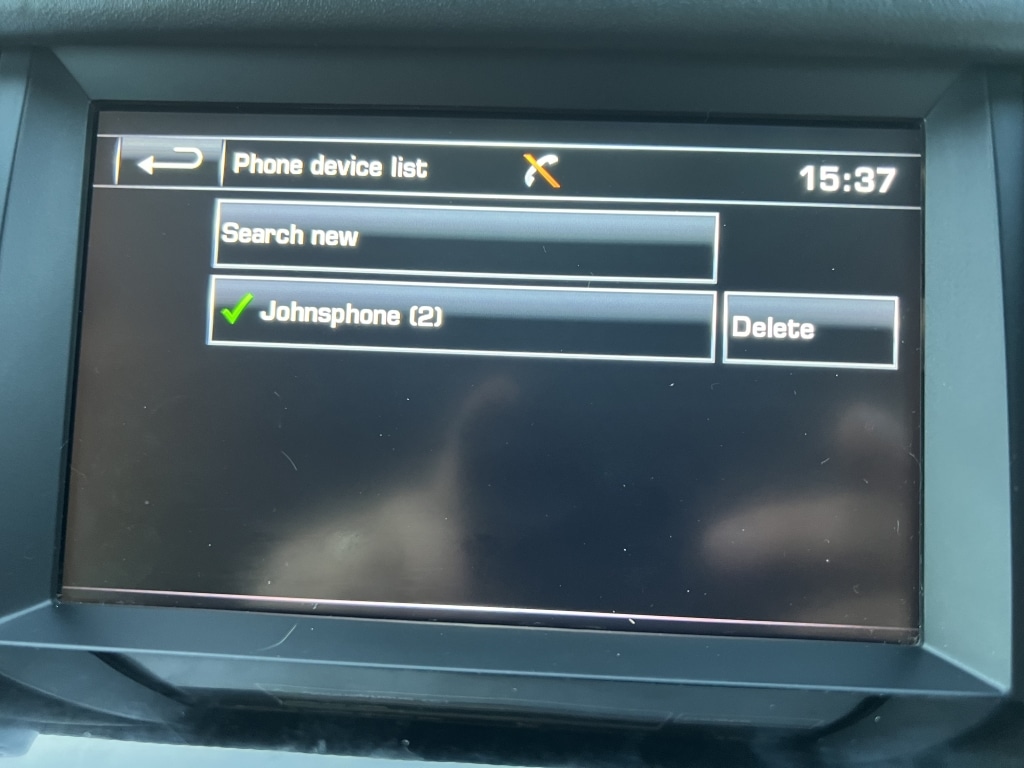 Phone device list
15:37
Search new
Johnsphone (2)
Delete